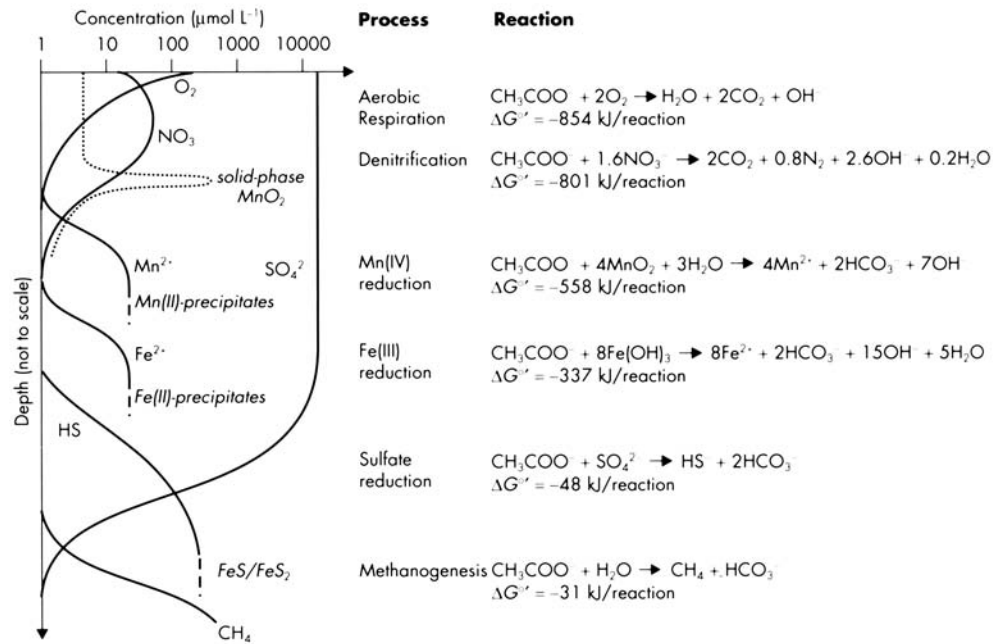 Concentration (μmol L⁻¹)
1 10 100 1000 10000
Process Reaction
O₂
NO₃
solid-phase
MnO₂
Mn²⁺
Mn(II)-precipitates
SO₄²
Fe²⁺
Fe(II)-precipitates
HS
FeS/FeS₂
CH₄
Depth (not to scale)
Aerobic
Respiration
CH₃COO + 2O₂ → H₂O + 2CO₂ + OH⁻
ΔG°′ = −854 kJ/reaction
Denitrification
CH₃COO⁻ + 1.6NO₃⁻ → 2CO₂ + 0.8N₂ + 2.6OH + 0.2H₂O
ΔG°′ = −801 kJ/reaction
Mn(IV)
reduction
CH₃COO + 4MnO₂ + 3H₂O → 4Mn²⁺ + 2HCO₃⁻ + 7OH
ΔG°′ = −558 kJ/reaction
Fe(III)
reduction
CH₃COO⁻ + 8Fe(OH)₃ → 8Fe²⁺ + 2HCO₃⁻ + 15OH⁻ + 5H₂O
ΔG°′ = −337 kJ/reaction
Sulfate
reduction
CH₃COO⁻ + SO₄² → HS + 2HCO₃⁻
ΔG°′ = −48 kJ/reaction
Methanogenesis
CH₃COO + H₂O → CH₄ + HCO₃⁻
ΔG°′ = −31 kJ/reaction